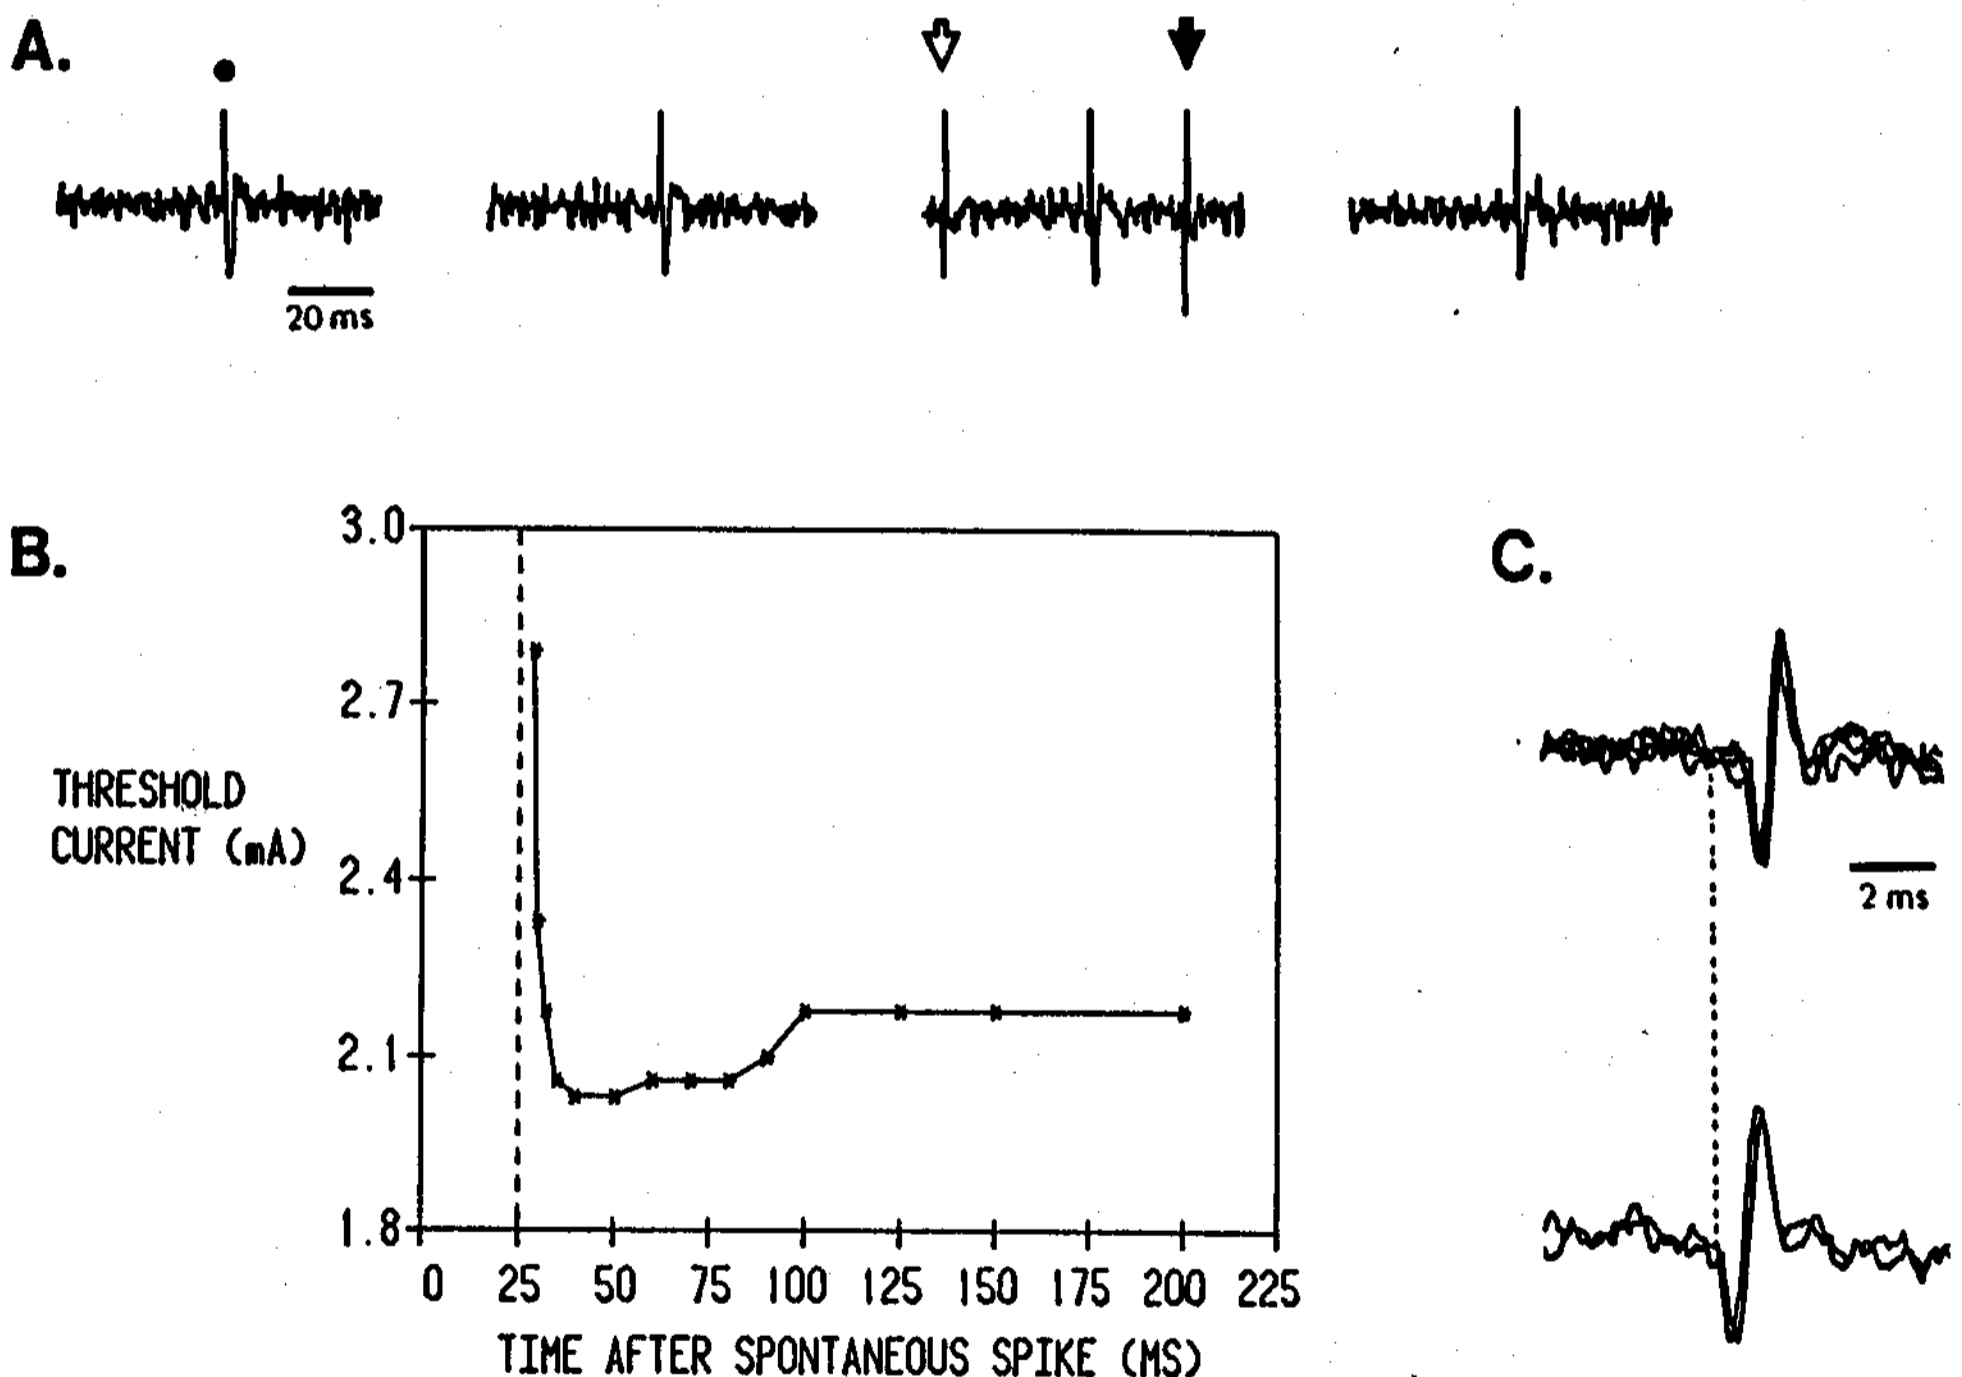 A.
20 ms
B.
3.0
2.7
2.4
2.1
1.8
THRESHOLD
CURRENT (mA)
0 25 50 75 100 125 150 175 200 225
TIME AFTER SPONTANEOUS SPIKE (MS)
C.
2 ms